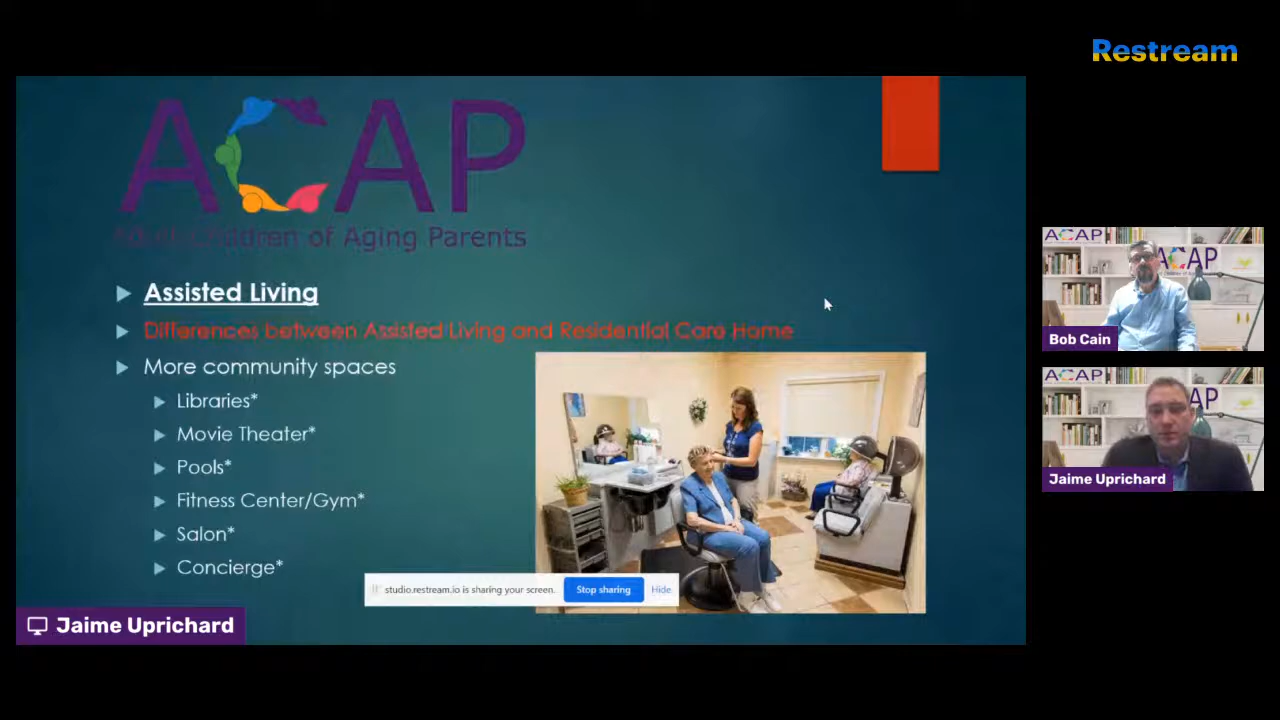 Restream
ACAP
Adult Children of Aging Parents
Assisted Living
Differences between Assisted Living and Residential Care Home
More community spaces
Libraries*
Movie Theater*
Pools*
Fitness Center/Gym*
Salon*
Concierge*
studio.restream.io is sharing your screen.
Stop sharing
Hide
Jaime Uprichard
ACAP
Bob Cain
ACAP
Jaime Uprichard